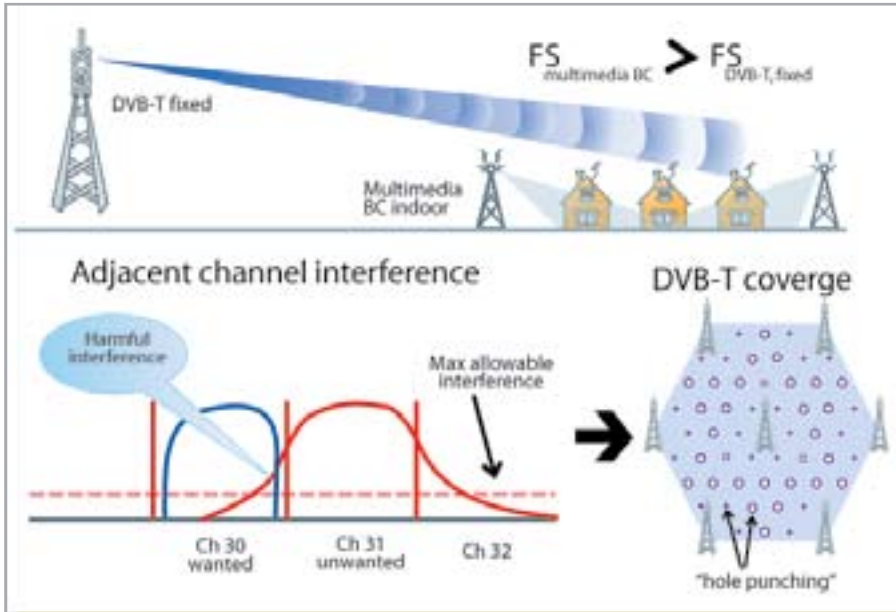 FS multimedia BC > FS DVB-T, fixed
DVB-T fixed
Multimedia
BC indoor
Adjacent channel interference
DVB-T coverge
Harmful
interference
Max allowable
interference
Ch 30
wanted
Ch 31
unwanted
Ch 32
"hole punching"